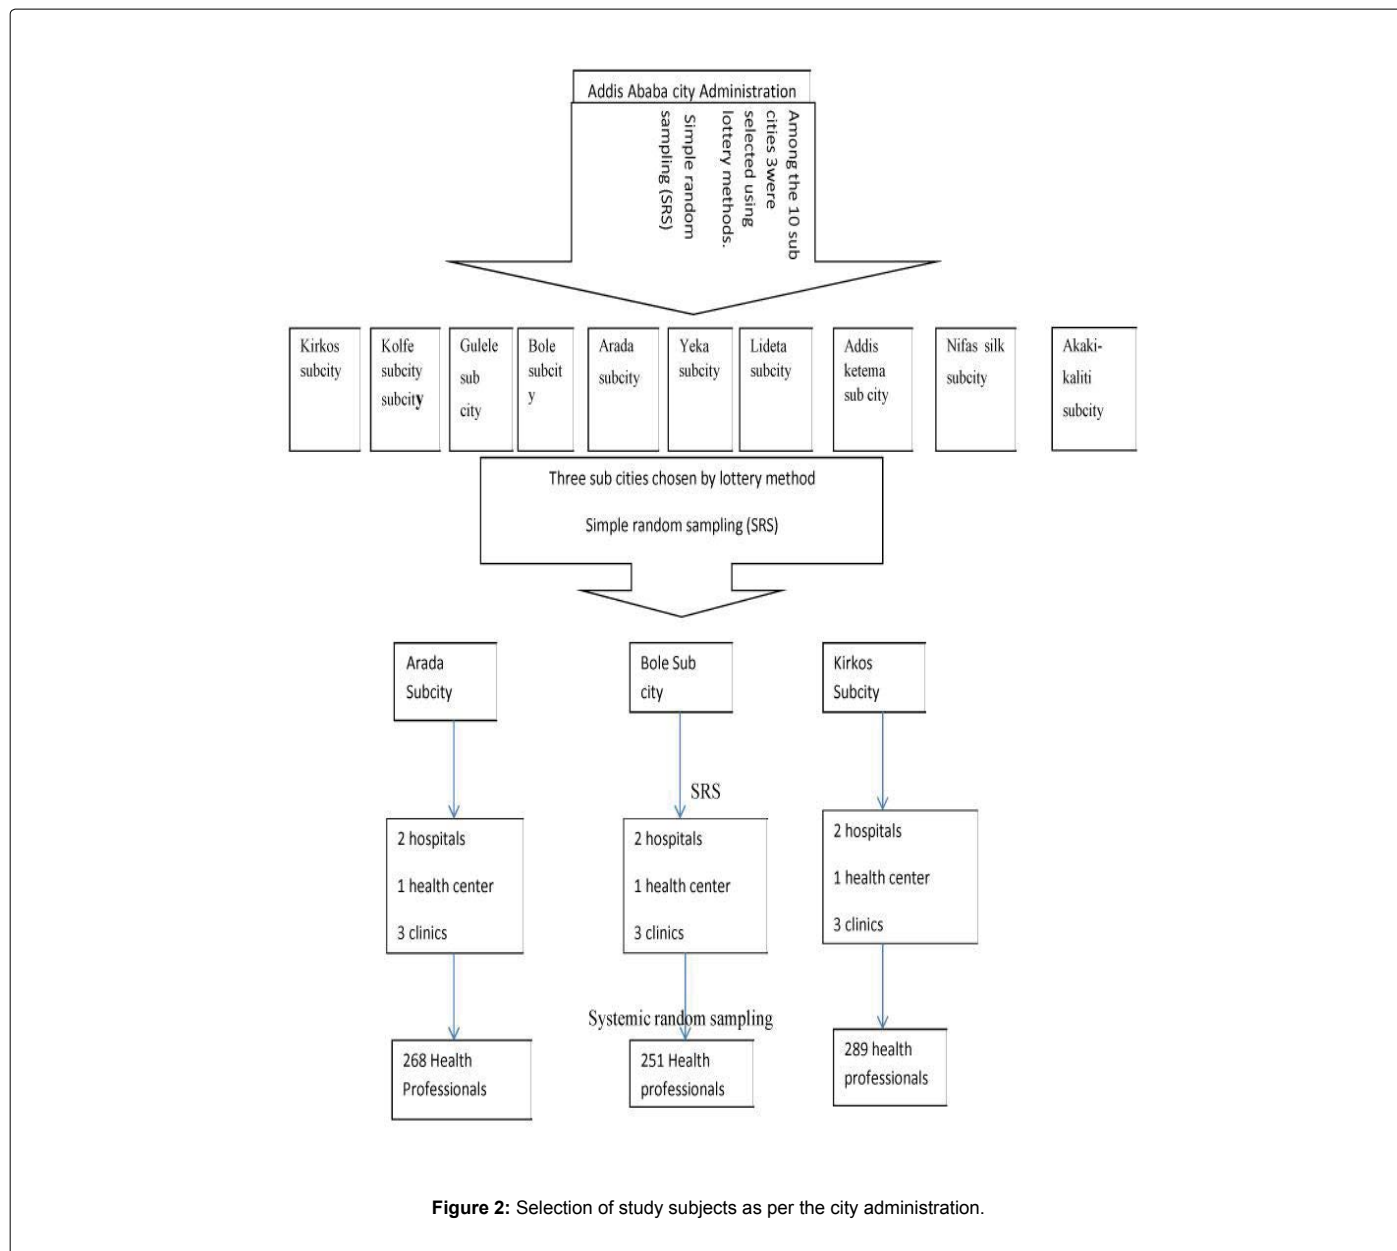 Addis Ababa city Administration
Among the 10 sub
cities 3were
selected using
lottery methods.
Simple random
sampling (SRS)
Kirkos
subcity
Kolfe
subcity
subcity
Gulele
sub
city
Bole
subcit
y
Arada
subcity
Yeka
subcity
Lideta
subcity
Addis
ketema
sub city
Nifas silk
subcity
Akaki-
kaliti
subcity
Three sub cities chosen by lottery method
Simple random sampling (SRS)
Arada
Subcity
Bole Sub
city
Kirkos
Subcity
SRS
2 hospitals
1 health center
3 clinics
2 hospitals
1 health center
3 clinics
2 hospitals
1 health center
3 clinics
Systemic random sampling
268 Health
Professionals
251 Health
professionals
289 health
professionals
Figure 2: Selection of study subjects as per the city administration.